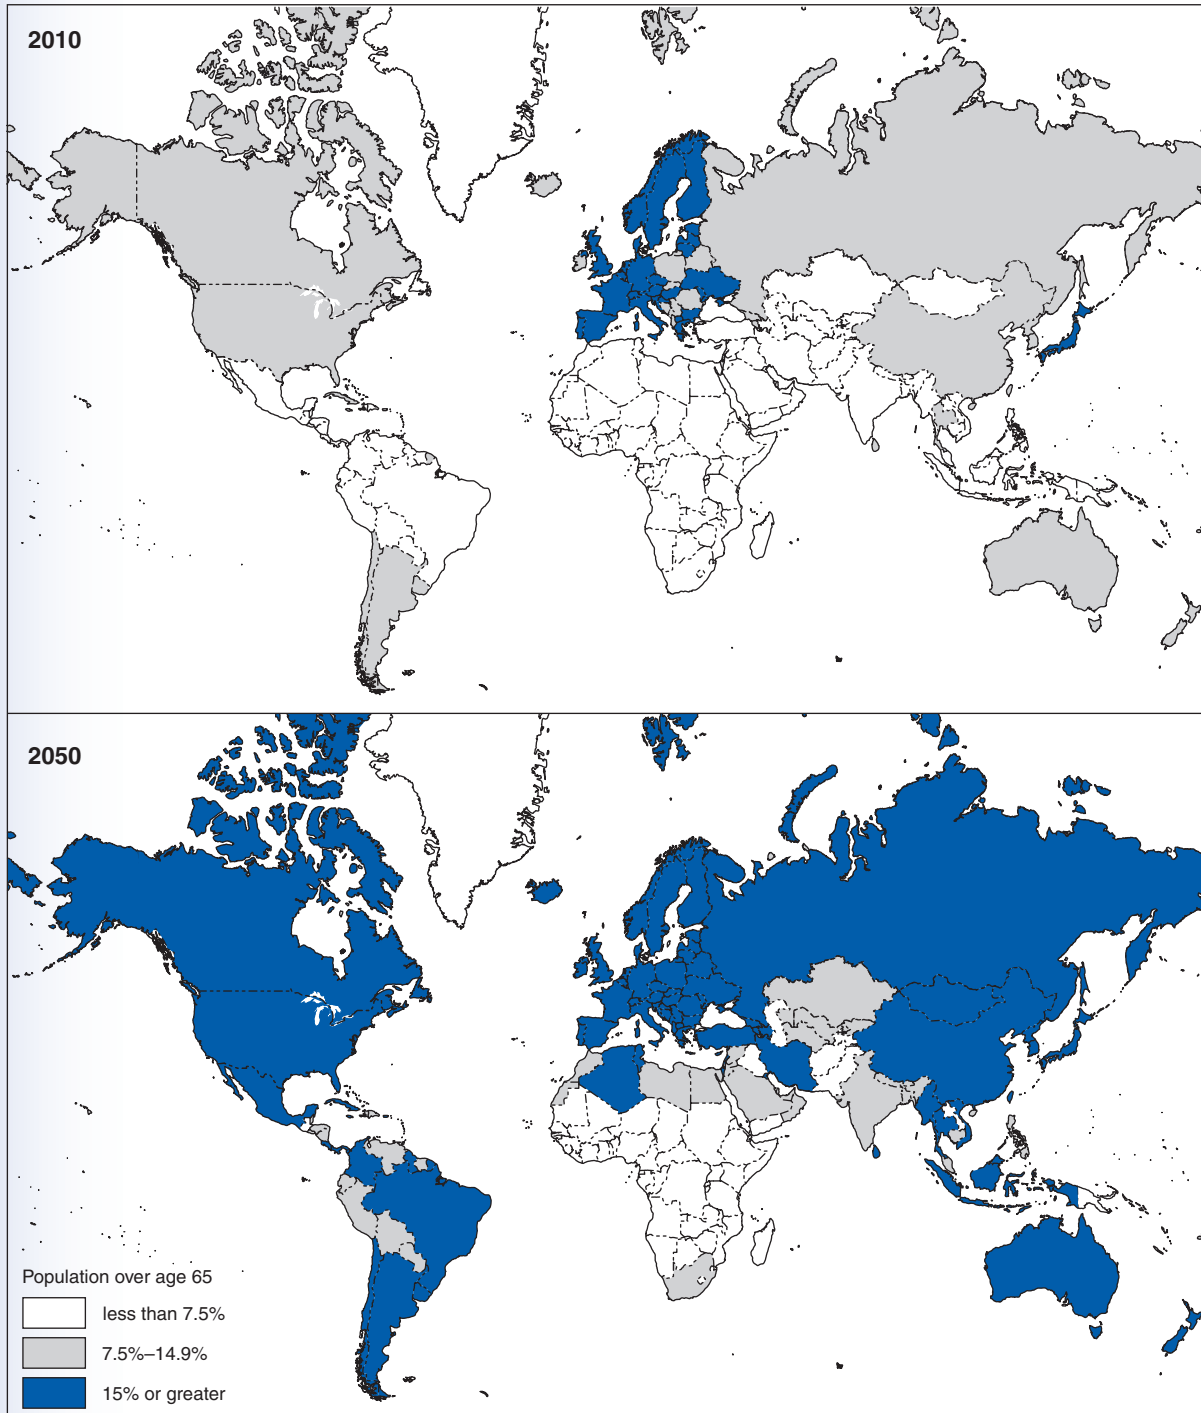 2010
2050
Population over age 65
less than 7.5%
7.5%–14.9%
15% or greater